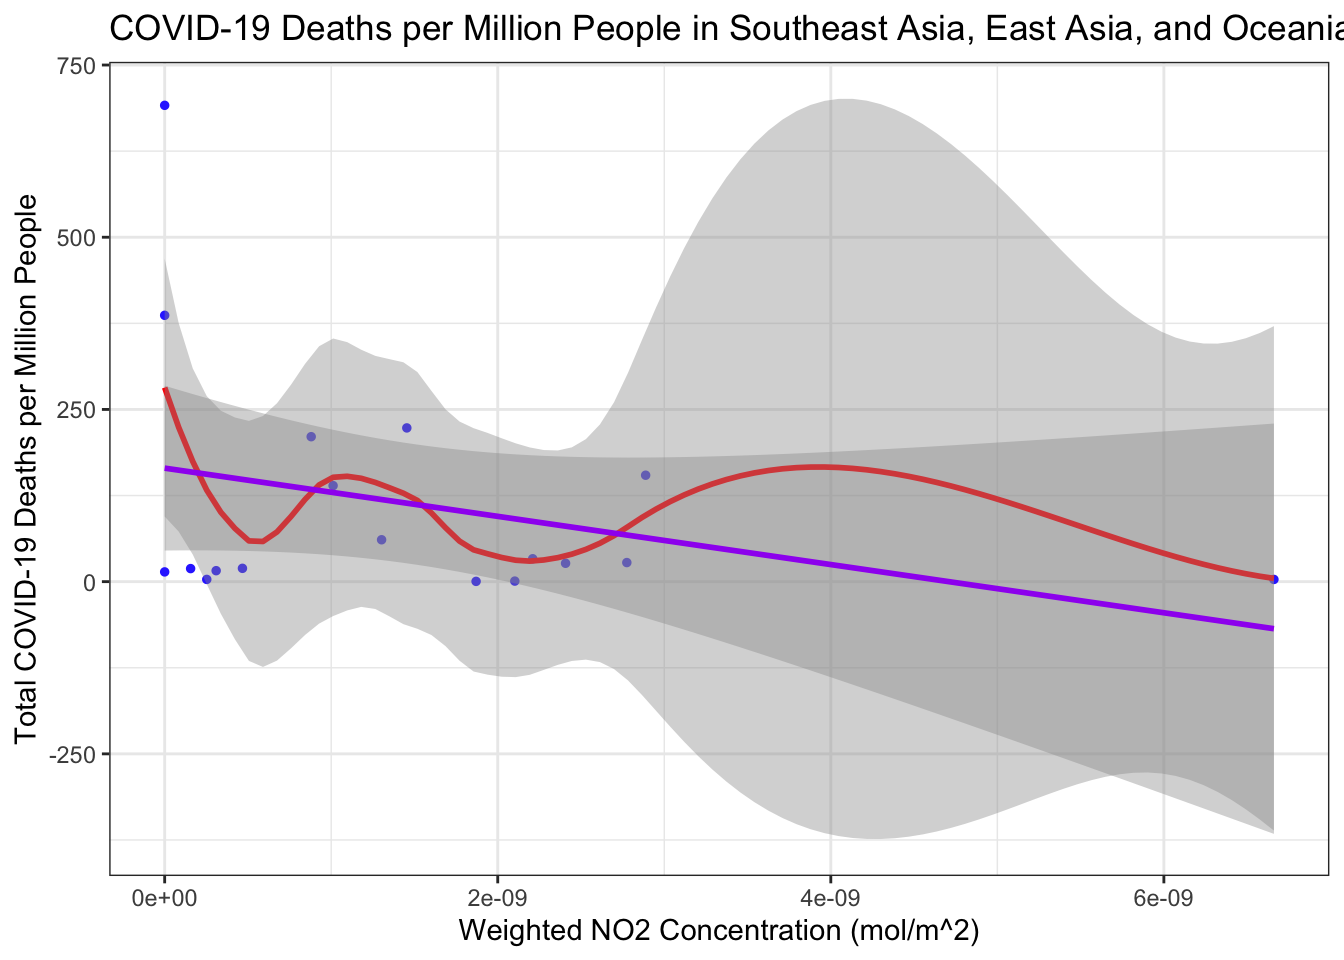 COVID-19 Deaths per Million People in Southeast Asia, East Asia, and Oceania
750
500
250
0
-250
Total COVID-19 Deaths per Million People
0e+00 2e-09 4e-09 6e-09
Weighted NO2 Concentration (mol/m^2)